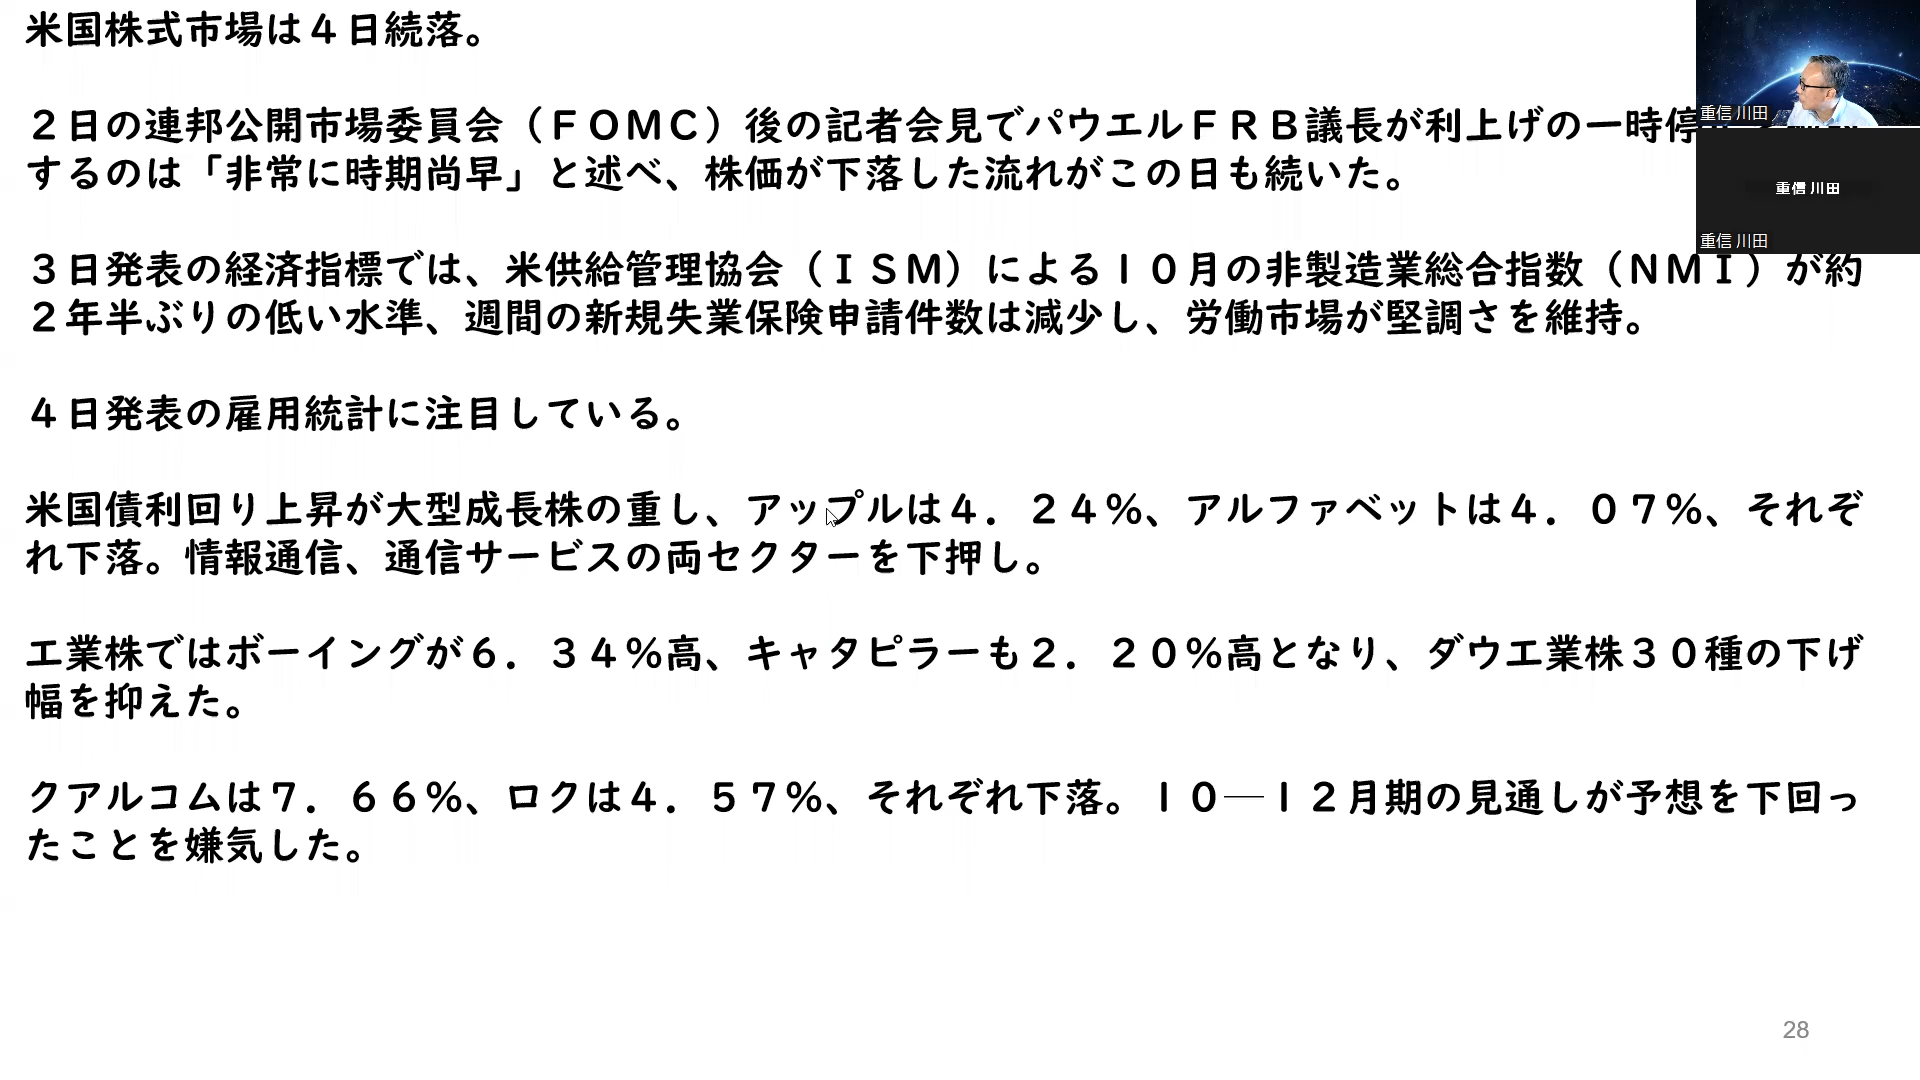 米国株式市場は４日続落。
２日の連邦公開市場委員会（ＦＯＭＣ）後の記者会見でパウエルＦＲＢ議長が利上げの一時停
するのは「非常に時期尚早」と述べ、株価が下落した流れがこの日も続いた。
３日発表の経済指標では、米供給管理協会（ＩＳＭ）による１０月の非製造業総合指数（ＮＭＩ）が約
２年半ぶりの低い水準、週間の新規失業保険申請件数は減少し、労働市場が堅調さを維持。
４日発表の雇用統計に注目している。
米国債利回り上昇が大型成長株の重し、アップルは４．２４％、アルファベットは４．０７％、それぞ
れ下落。情報通信、通信サービスの両セクターを下押し。
工業株ではボーイングが６．３４％高、キャタピラーも２．２０％高となり、ダウ工業株３０種の下げ
幅を抑えた。
クアルコムは７．６６％、ロクは４．５７％、それぞれ下落。１０―１２月期の見通しが予想を下回っ
たことを嫌気した。
28
重信 川田
重信 川田
重信 川田